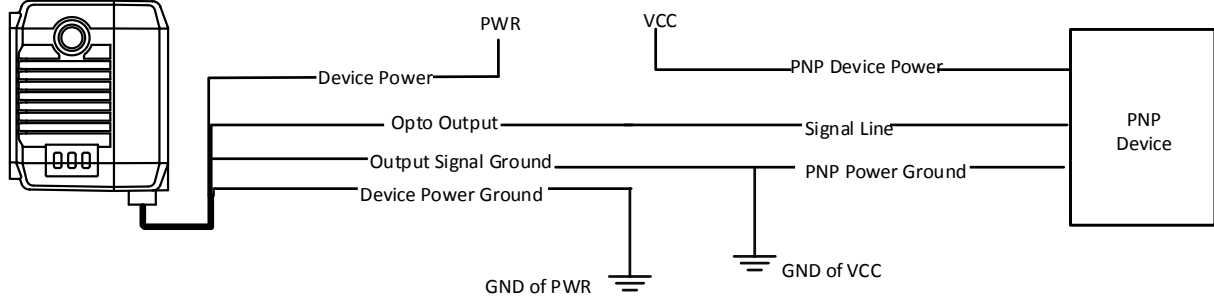 PWR
VCC
Device Power
PNP Device Power
Opto Output
Signal Line
PNP
Device
Output Signal Ground
PNP Power Ground
Device Power Ground
GND of VCC
GND of PWR